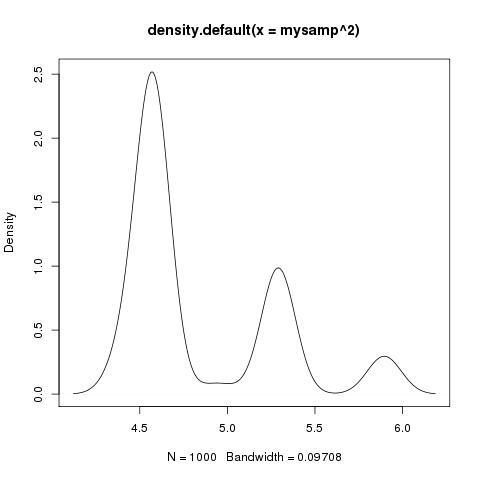 density.default(x = mysamp^2)
Density
2.5
2.0
1.5
1.0
0.5
0.0
4.5 5.0 5.5 6.0
N = 1000 Bandwidth = 0.09708